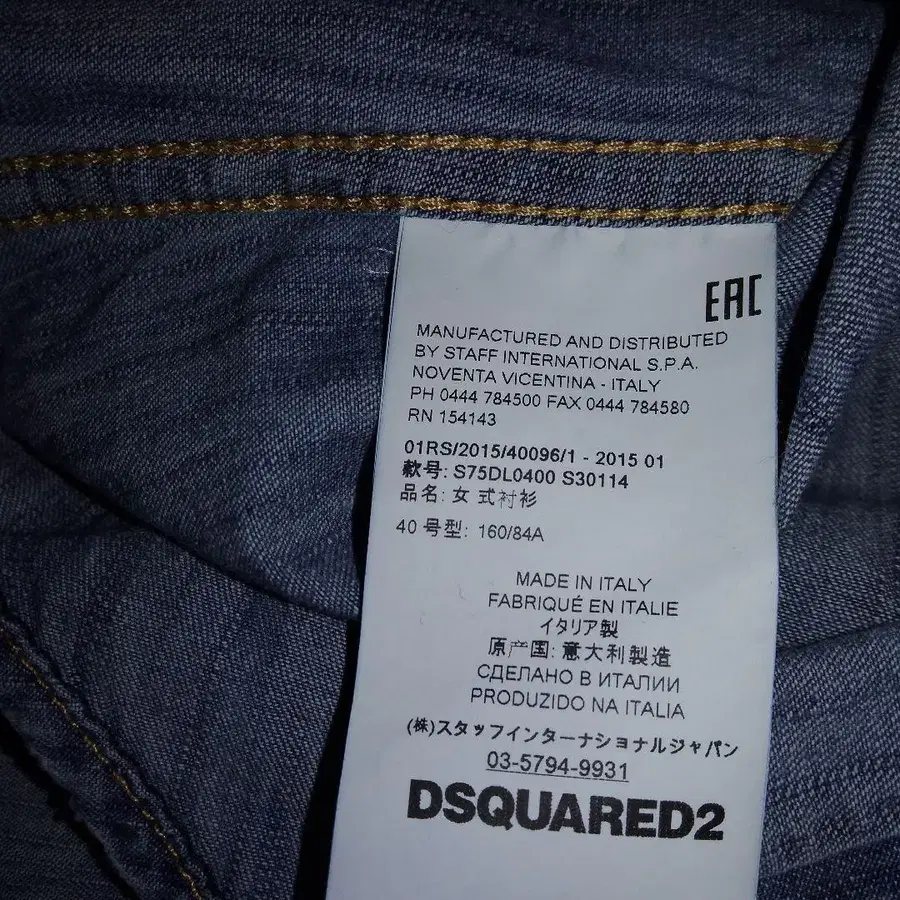 EAC
MANUFACTURED AND DISTRIBUTED
BY STAFF INTERNATIONAL S.P.A.
NOVENTA VICENTINA - ITALY
PH 0444 784500 FAX 0444 784580
RN 154143
01RS/2015/40096/1 - 2015 01
款号: S75DL0400 S30114
品名: 女 式衬衫
40 号型: 160/84A
MADE IN ITALY
FABRIQUÉ EN ITALIE
イタリア製
原产国: 意大利製造
СДЕЛАНО В ИТАЛИИ
PRODUZIDO NA ITALIA
(株)スタッフインターナショナルジャパン
03-5794-9931
DSQUARED2